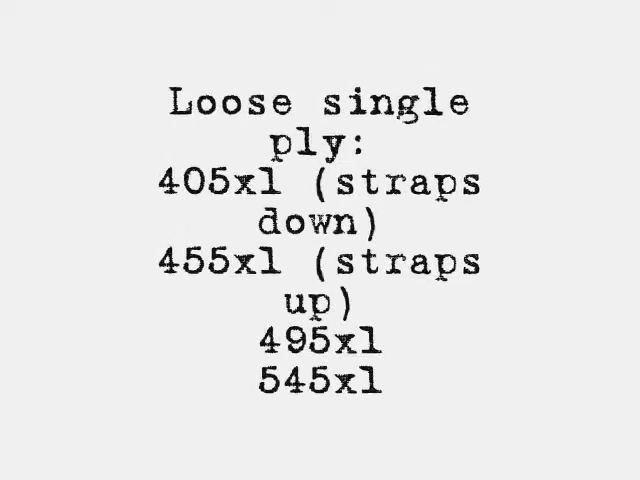 Loose single
ply:
405xl (straps
down)
455xl (straps
up)
495xl
545xl